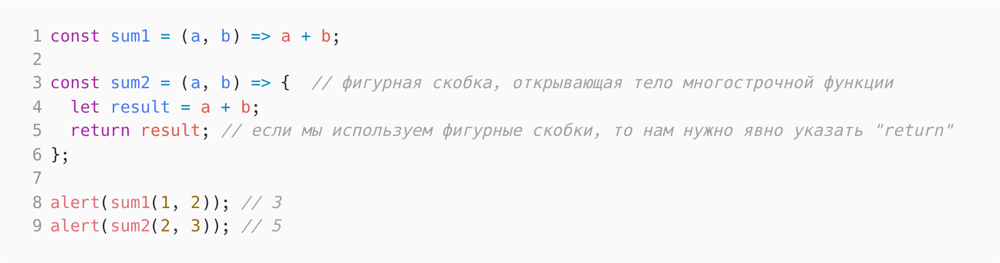 1 const sum1 = (a, b) => a + b;
2
3 const sum2 = (a, b) => {  // фигурная скобка, открывающая тело многострочной функции
4   let result = a + b;
5   return result; // если мы используем фигурные скобки, то нам нужно явно указать "return"
6 };
7
8 alert(sum1(1, 2)); // 3
9 alert(sum2(2, 3)); // 5